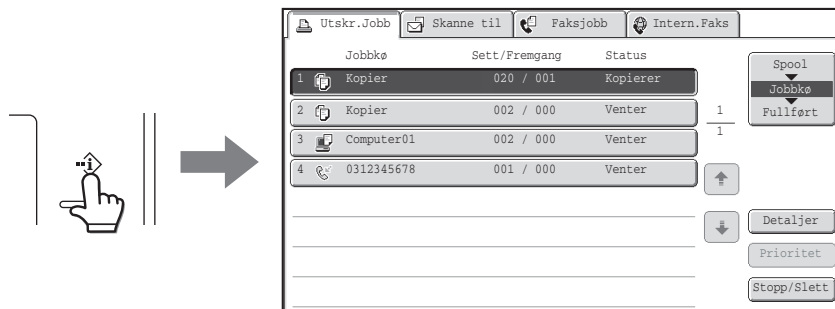 Utskr.Jobb Skanne til Faksjobb Intern.Faks
Jobbkø Sett/Fremgang Status
1 Kopier 020 / 001 Kopierer
2 Kopier 002 / 000 Venter
3 Computer01 002 / 000 Venter
4 0312345678 001 / 000 Venter
1
1
Spool
Jobbkø
Fullført
Detaljer
Prioritet
Stopp/Slett